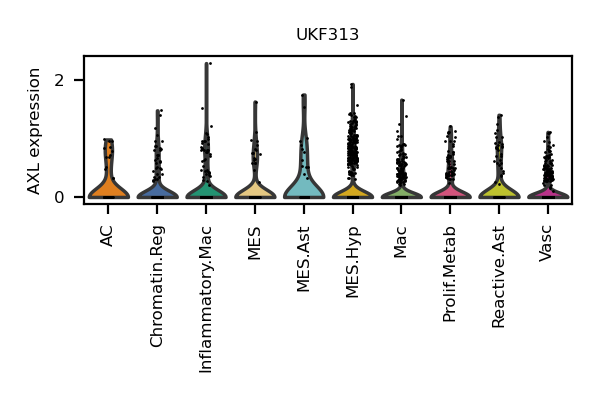 UKF313
AXL expression
2
0
AC
Chromatin.Reg
Inflammatory.Mac
MES
MES.Ast
MES.Hyp
Mac
Prolif.Metab
Reactive.Ast
Vasc